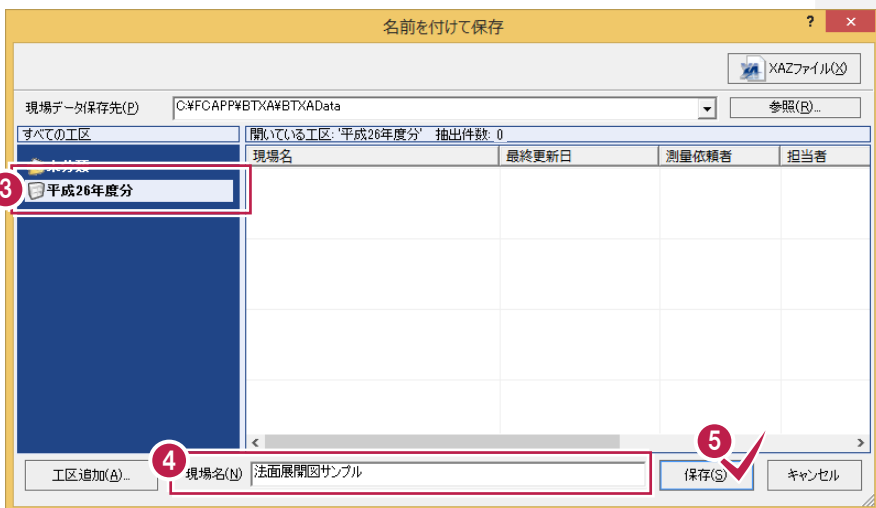 名前を付けて保存
?
×
XAZファイル(X)
現場データ保存先(P)
C:¥FCAPP¥BTXA¥BTXAData
参照(R)...
すべての工区
開いている工区: '平成26年度分' 抽出件数: 0
現場名
最終更新日
測量依頼者
担当者
未分類
3
平成26年度分
4
5
工区追加(A)...
現場名(N)
法面展開図サンプル
保存(S)
キャンセル